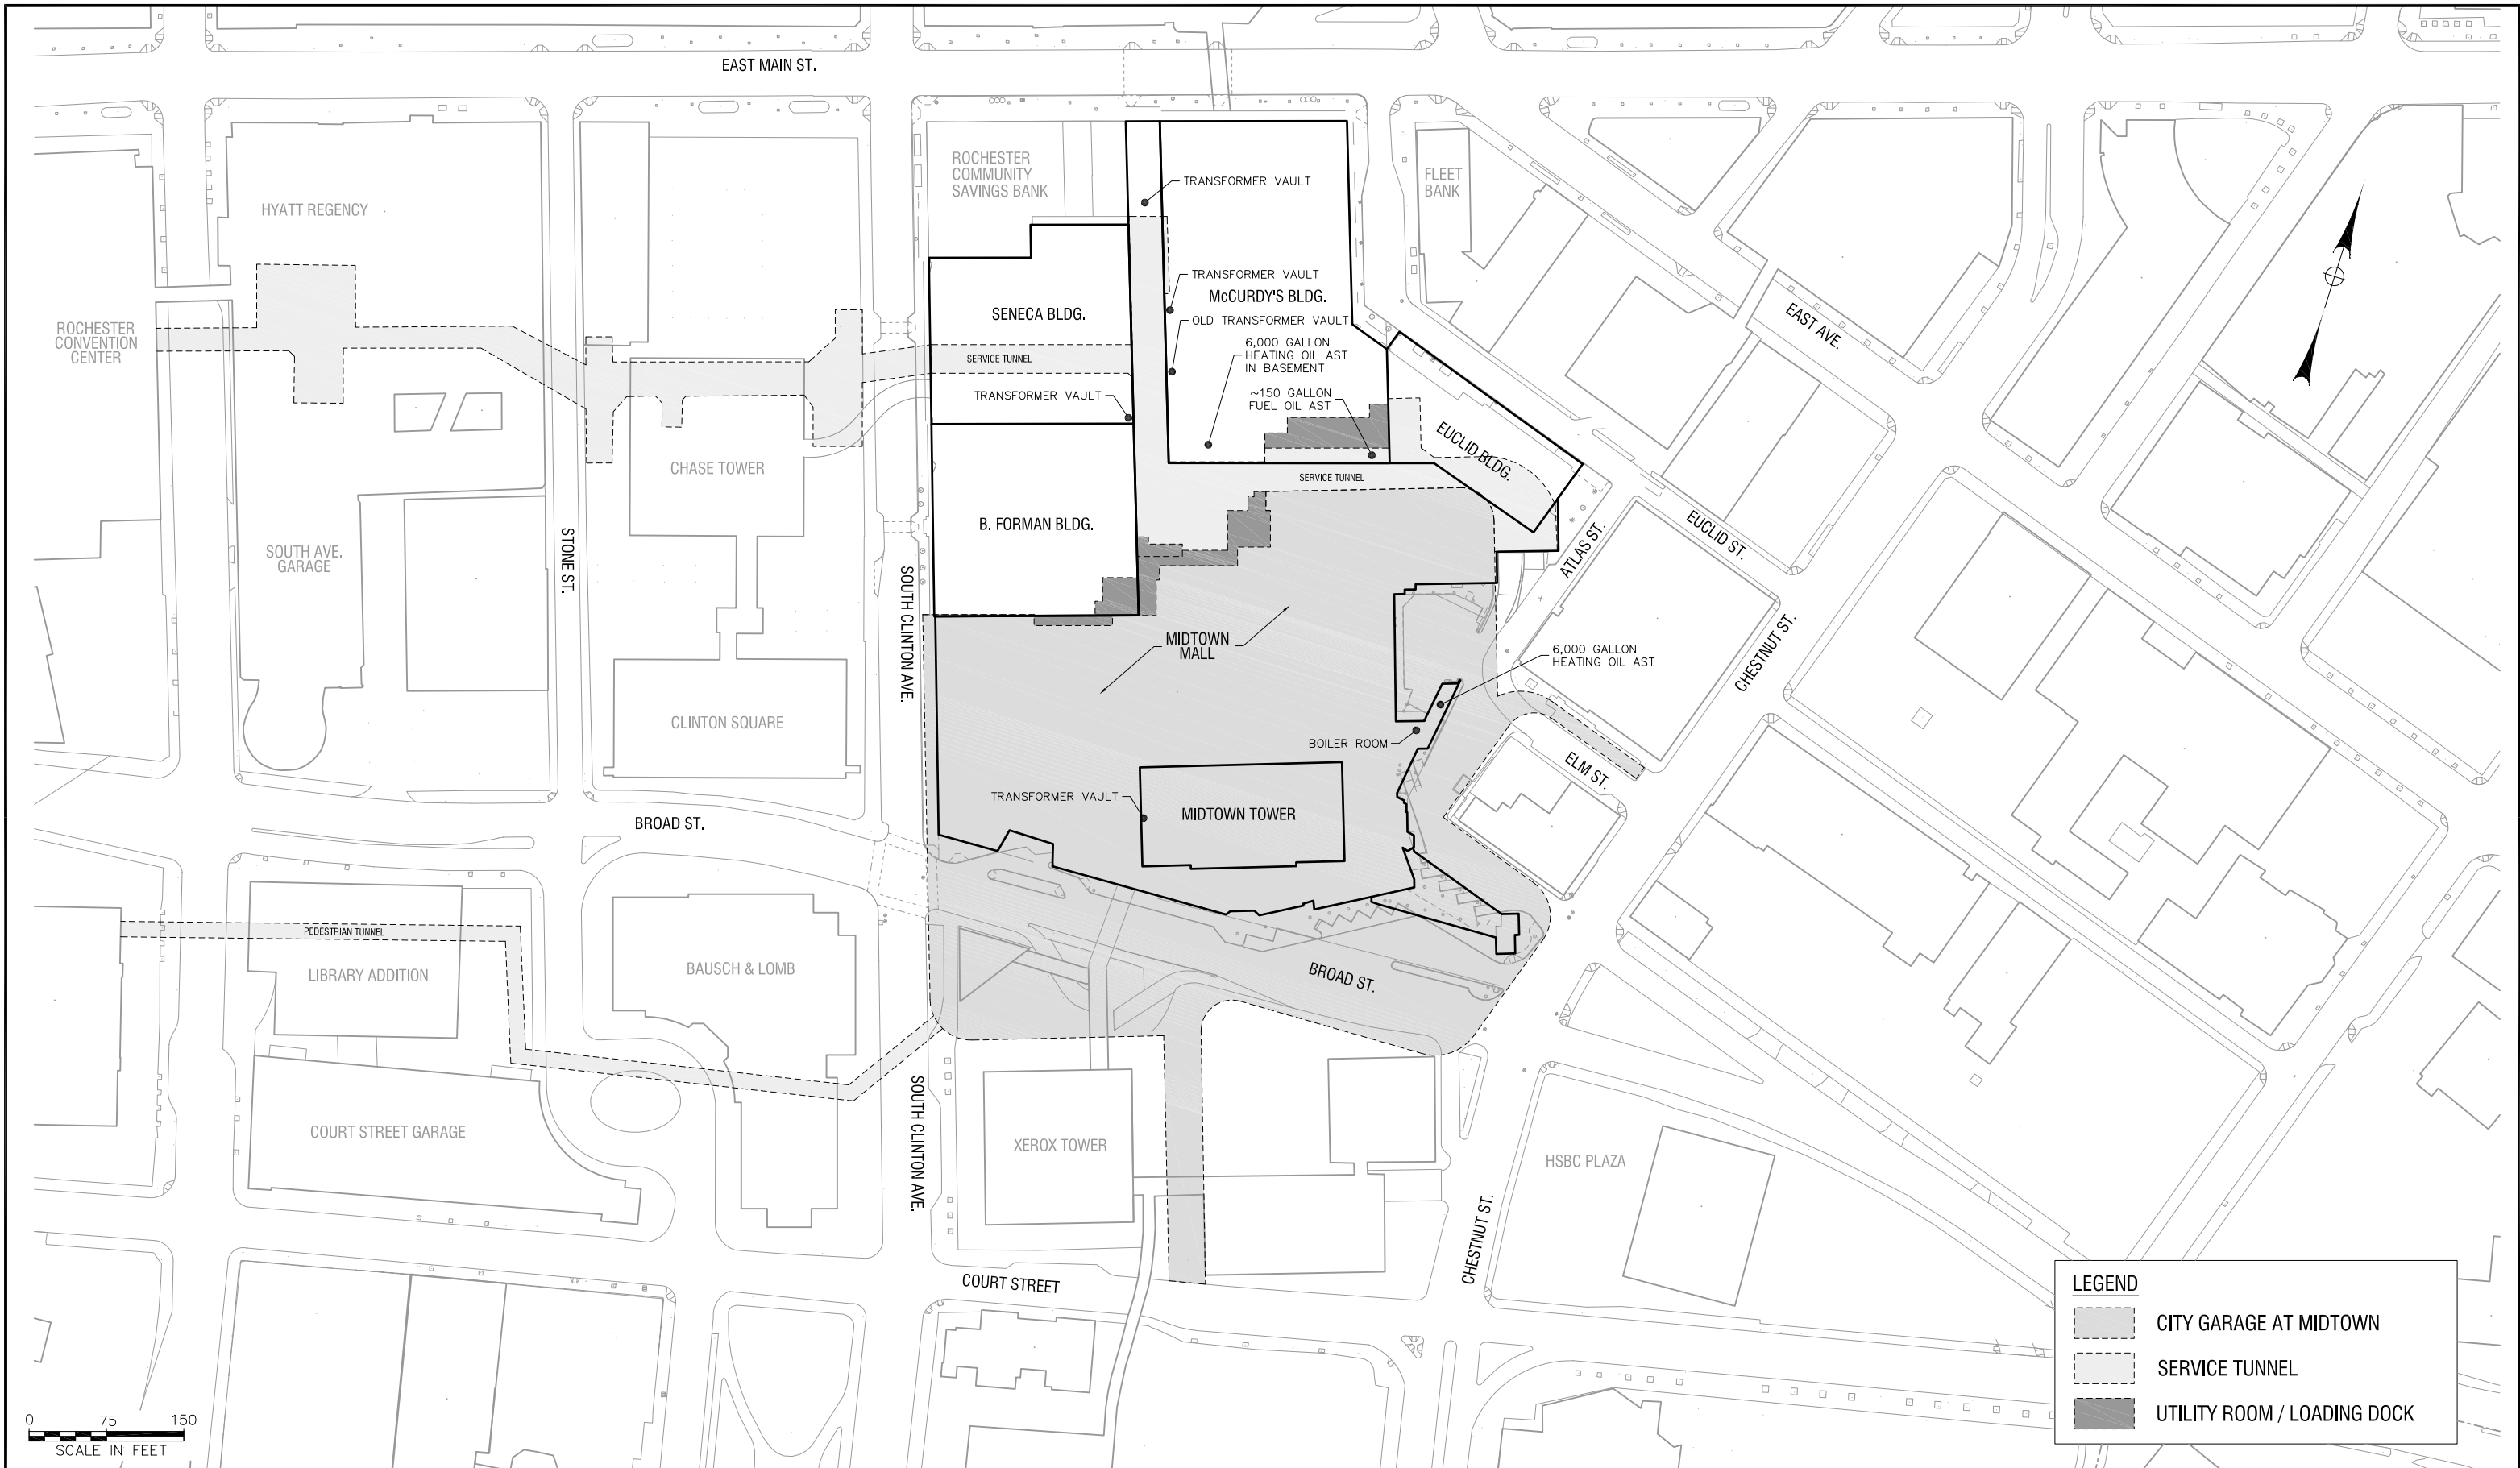 EAST MAIN ST.
ROCHESTER
COMMUNITY
SAVINGS BANK
TRANSFORMER VAULT
FLEET
BANK
HYATT REGENCY
TRANSFORMER VAULT
McCURDY'S BLDG.
SENECA BLDG.
OLD TRANSFORMER VAULT
EAST AVE.
ROCHESTER
CONVENTION
CENTER
6,000 GALLON
HEATING OIL AST
IN BASEMENT
SERVICE TUNNEL
TRANSFORMER VAULT
~150 GALLON
FUEL OIL AST
EUCLID BLDG.
CHASE TOWER
SERVICE TUNNEL
B. FORMAN BLDG.
EUCLID ST.
ATLAS ST.
STONE ST.
SOUTH AVE.
GARAGE
SOUTH CLINTON AVE.
MIDTOWN
MALL
6,000 GALLON
HEATING OIL AST
CHESTNUT ST.
CLINTON SQUARE
BOILER ROOM
ELM ST.
TRANSFORMER VAULT
MIDTOWN TOWER
BROAD ST.
PEDESTRIAN TUNNEL
LIBRARY ADDITION
BAUSCH & LOMB
BROAD ST.
SOUTH CLINTON AVE.
COURT STREET GARAGE
XEROX TOWER
HSBC PLAZA
CHESTNUT ST.
COURT STREET
LEGEND
CITY GARAGE AT MIDTOWN
SERVICE TUNNEL
UTILITY ROOM / LOADING DOCK
0 75 150
SCALE IN FEET